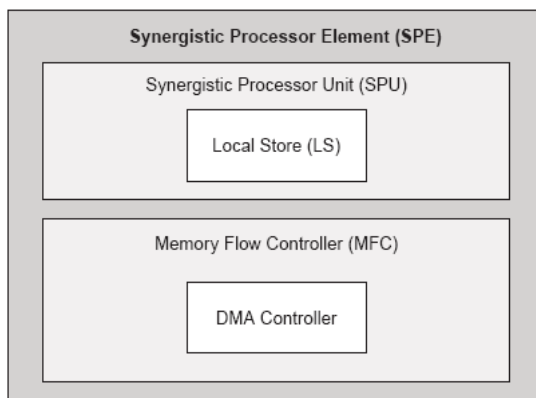 Synergistic Processor Element (SPE)
Synergistic Processor Unit (SPU)
Local Store (LS)
Memory Flow Controller (MFC)
DMA Controller